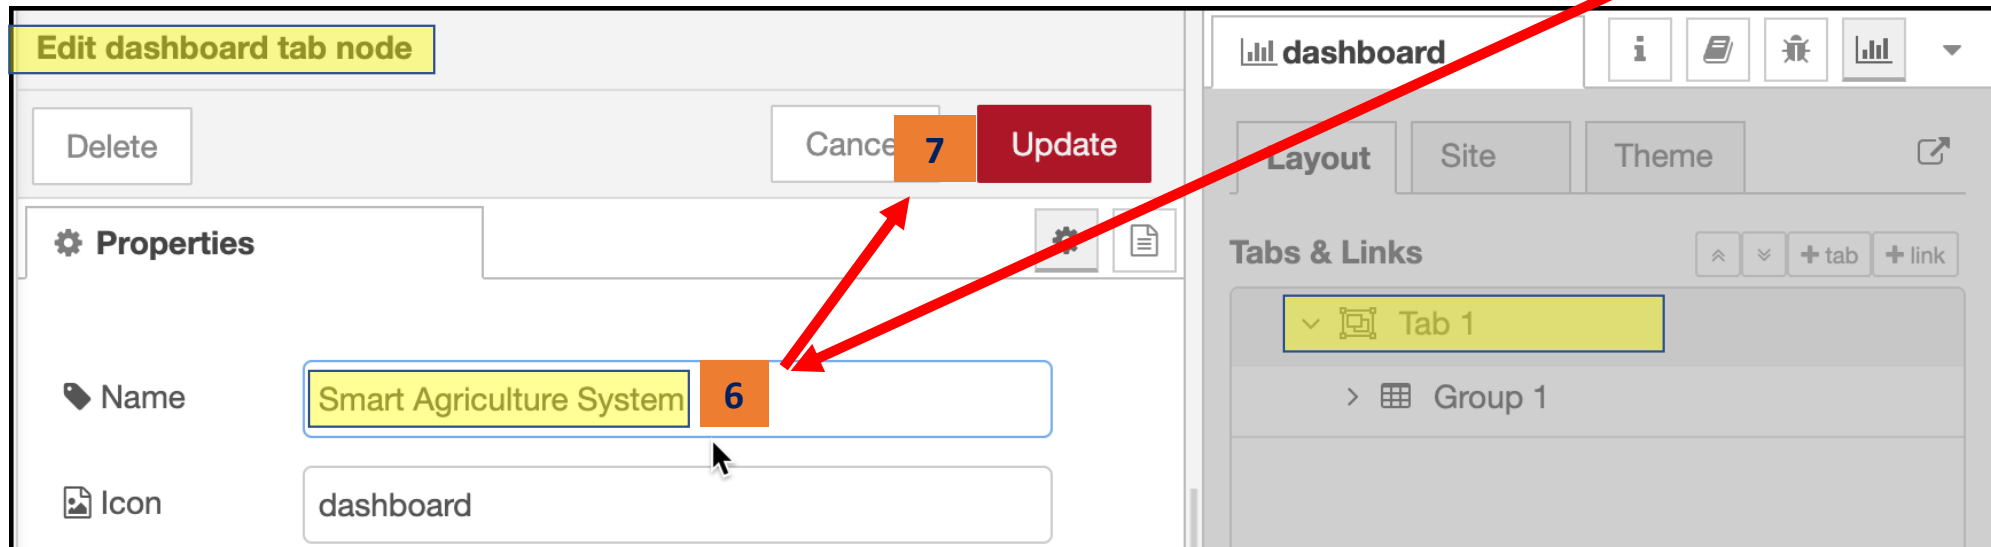 Edit dashboard tab node
Delete
Cance
7
Update
Properties
Name
Smart Agriculture System
6
Icon
dashboard
dashboard
Layout
Site
Theme
Tabs & Links
+ tab
+ link
Tab 1
Group 1